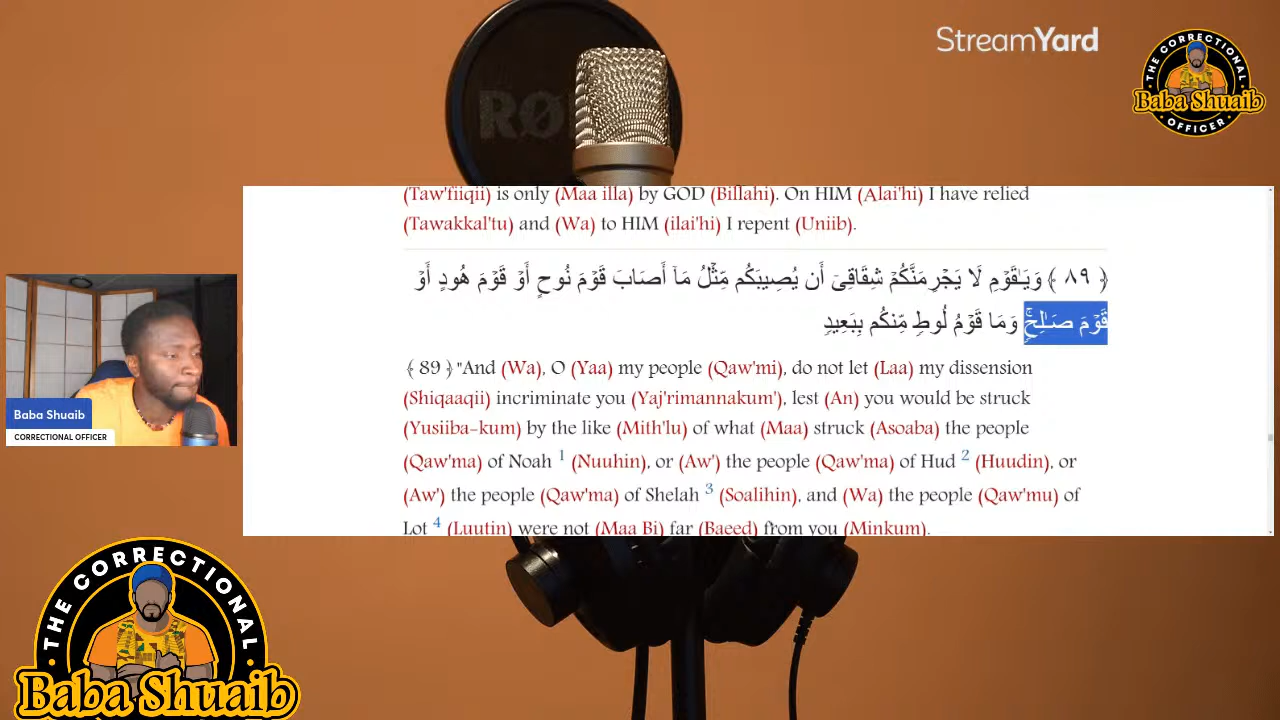 StreamYard
THE CORRECTIONAL
Baba Shuaib
OFFICER
RØ
(Taw'fiiqii) is only (Maa illa) by GOD (Billahi). On HIM (Alai'hi) I have relied
(Tawakkal'tu) and (Wa) to HIM (ilai'hi) I repent (Uniib).
﴿ ٨٩ ﴾ وَيَـٰقَوْمِ لَا يَجْرِمَنَّكُمْ شِقَاقِىٓ أَن يُصِيبَكُم مِّثْلُ مَآ أَصَابَ قَوْمَ نُوحٍ أَوْ قَوْمَ هُودٍ أَوْ
قَوْمَ صَـٰلِحٍۢ ۚ وَمَا قَوْمُ لُوطٍ مِّنكُم بِبَعِيدٍ
﴾ 89 ﴿ "And (Wa), O (Yaa) my people (Qaw'mi), do not let (Laa) my dissension
(Shiqaaqii) incriminate you (Yaj'rimannakum'), lest (An) you would be struck
(Yusiiba-kum) by the like (Mith'lu) of what (Maa) struck (Asoaba) the people
(Qaw'ma) of Noah 1 (Nuuhin), or (Aw') the people (Qaw'ma) of Hud 2 (Huudin), or
(Aw') the people (Qaw'ma) of Shelah 3 (Soalihin), and (Wa) the people (Qaw'mu) of
Lot 4 (Luutin) were not (Maa Bi) far (Baeed) from you (Minkum).
Baba Shuaib
CORRECTIONAL OFFICER
THE CORRECTIONAL
Baba Shuaib